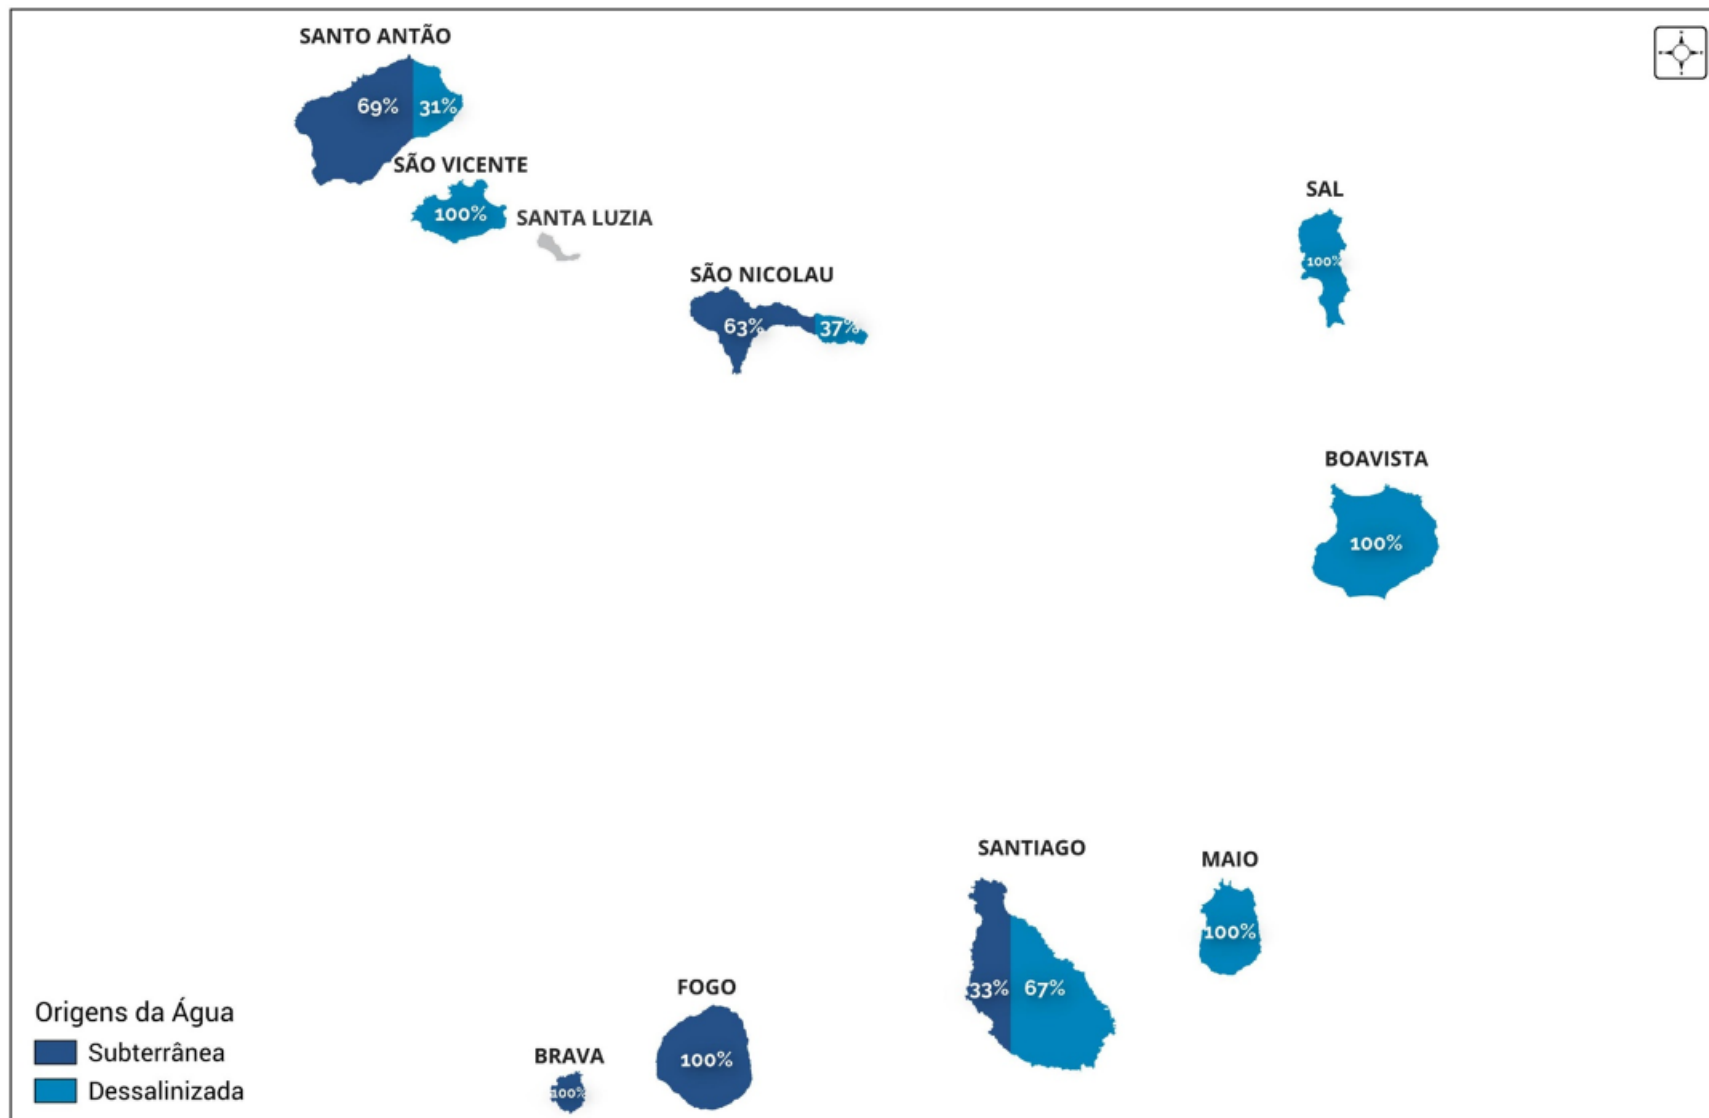 SANTO ANTÃO
69% 31%
SÃO VICENTE
100%
SANTA LUZIA
SÃO NICOLAU
63% 37%
SAL
100%
BOAVISTA
100%
SANTIAGO
33% 67%
MAIO
100%
FOGO
100%
BRAVA
100%
Origens da Água
Subterrânea
Dessalinizada